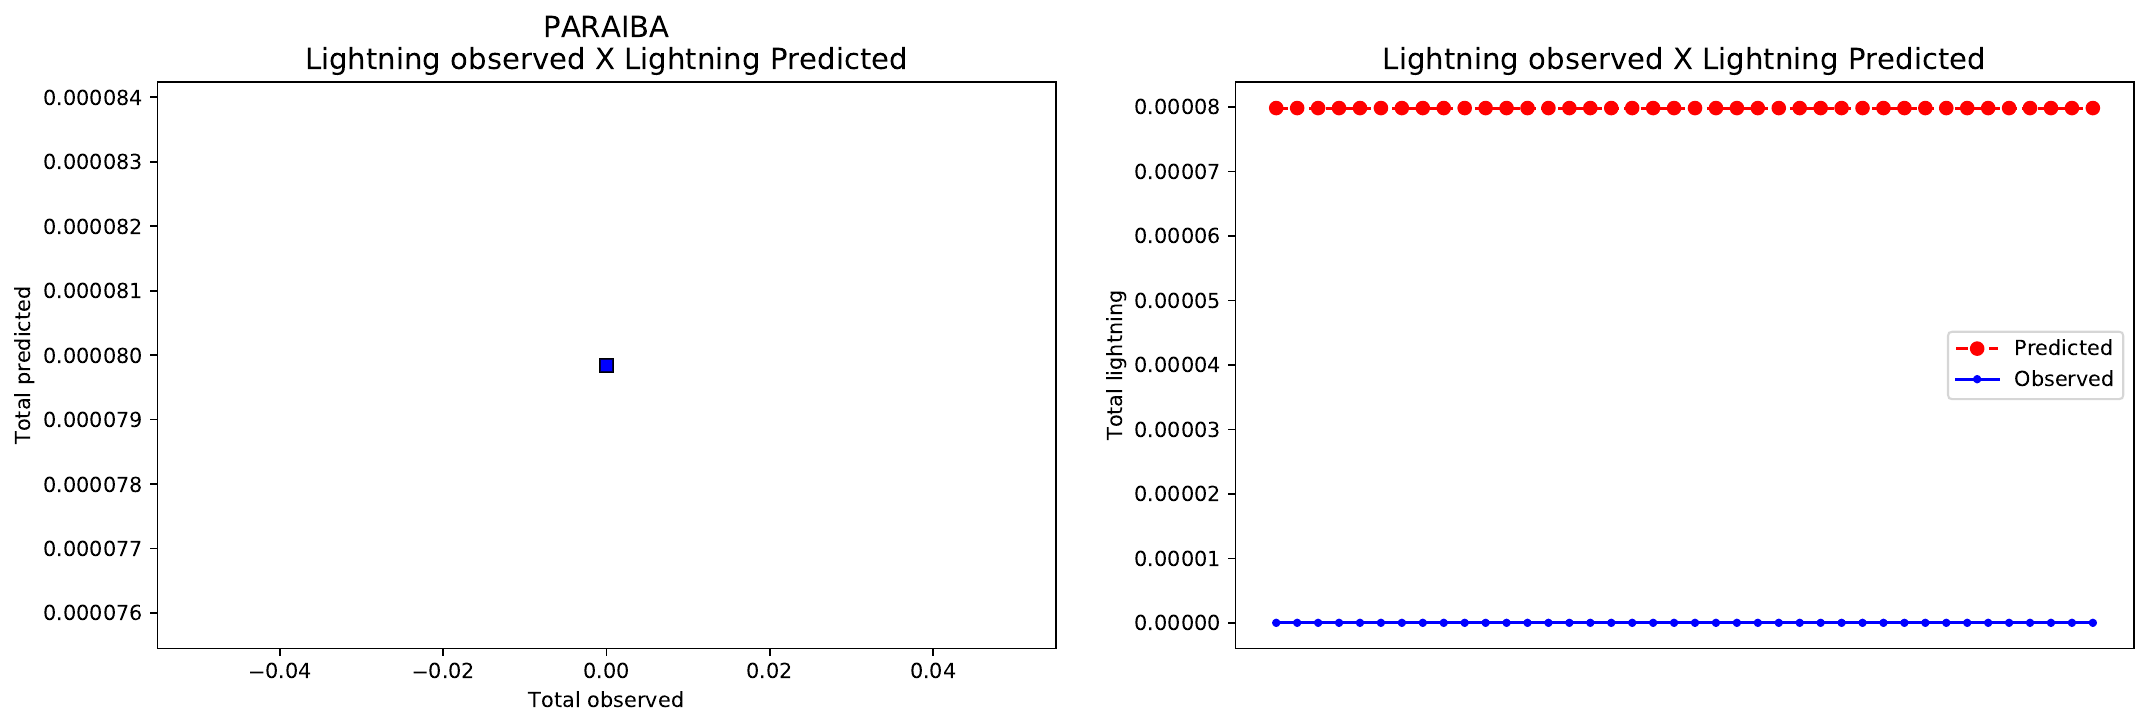 PARAIBA
Lightning observed X Lightning Predicted
0.000084
0.000083
0.000082
0.000081
0.000080
0.000079
0.000078
0.000077
0.000076
Total predicted
−0.04
−0.02
0.00
0.02
0.04
Total observed
Lightning observed X Lightning Predicted
0.00008
0.00007
0.00006
0.00005
0.00004
0.00003
0.00002
0.00001
0.00000
Total lightning
Predicted
Observed